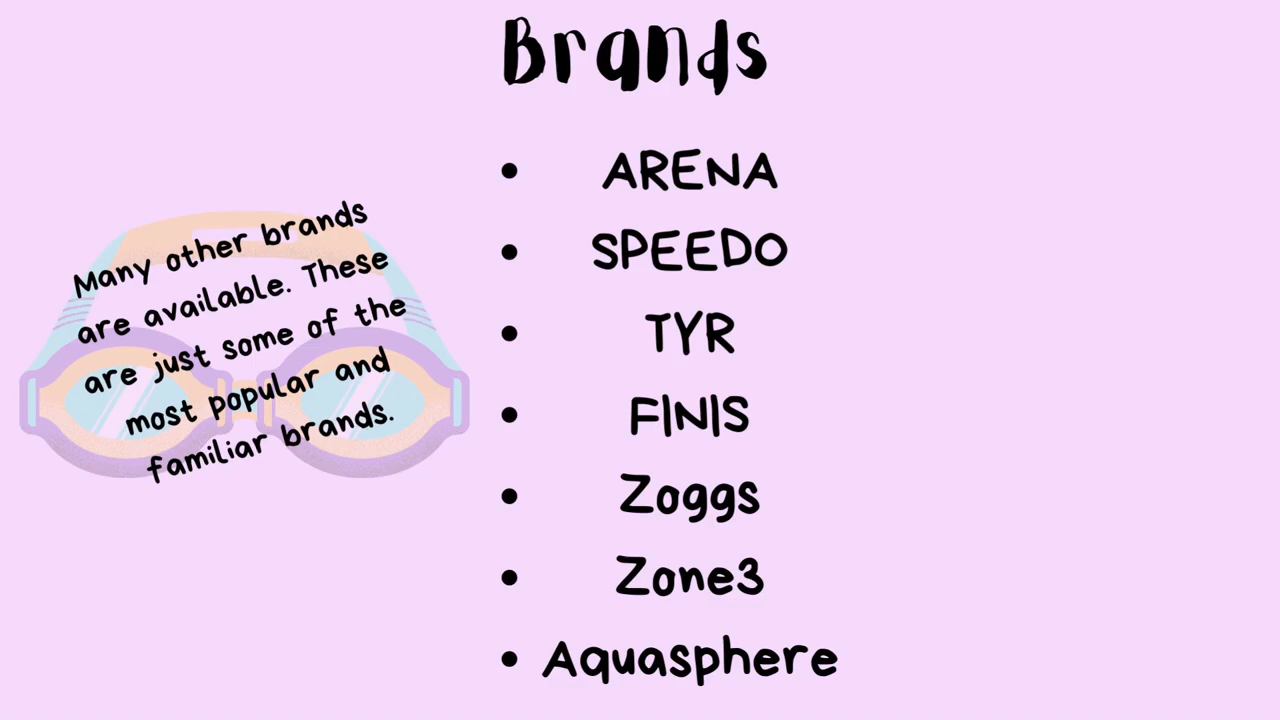 Brands
Many other brands
are available. These
are just some of the
most popular and
familiar brands.
• ARENA
• SPEEDO
• TYR
• FINIS
• Zoggs
• Zone3
• Aquasphere